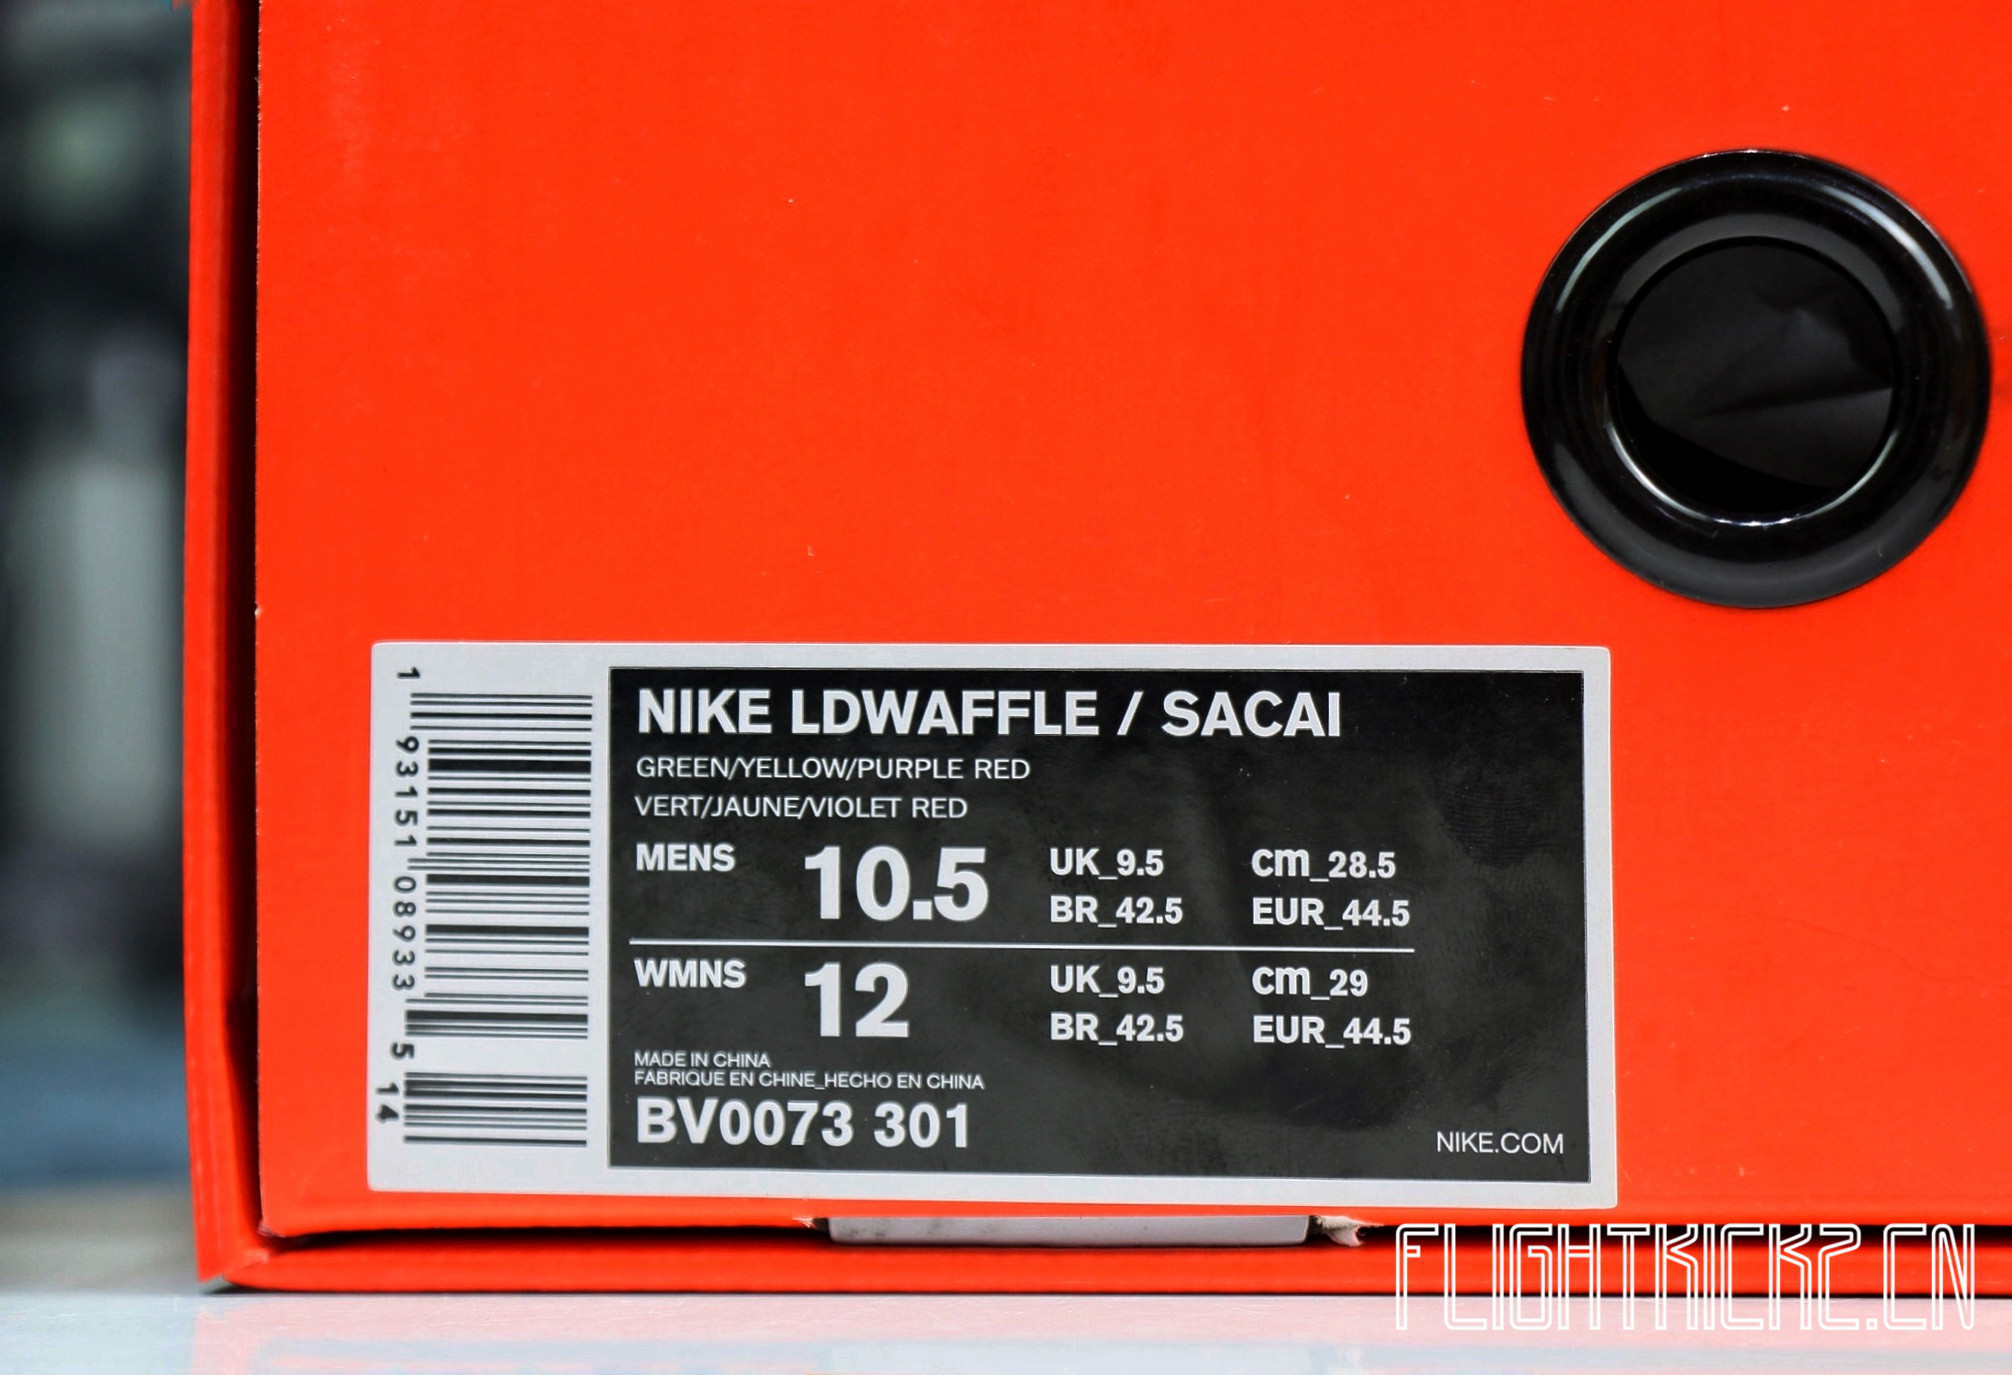 NIKE LDWAFFLE / SACAI
GREEN/YELLOW/PURPLE RED
VERT/JAUNE/VIOLET RED
MENS 10.5 UK_9.5 cm_28.5
BR_42.5 EUR_44.5
WMNS 12 UK_9.5 cm_29
BR_42.5 EUR_44.5
MADE IN CHINA
FABRIQUE EN CHINE_HECHO EN CHINA
BV0073 301
NIKE.COM
1 93151 08933 5 14
FLIGHTKICKZ.CN